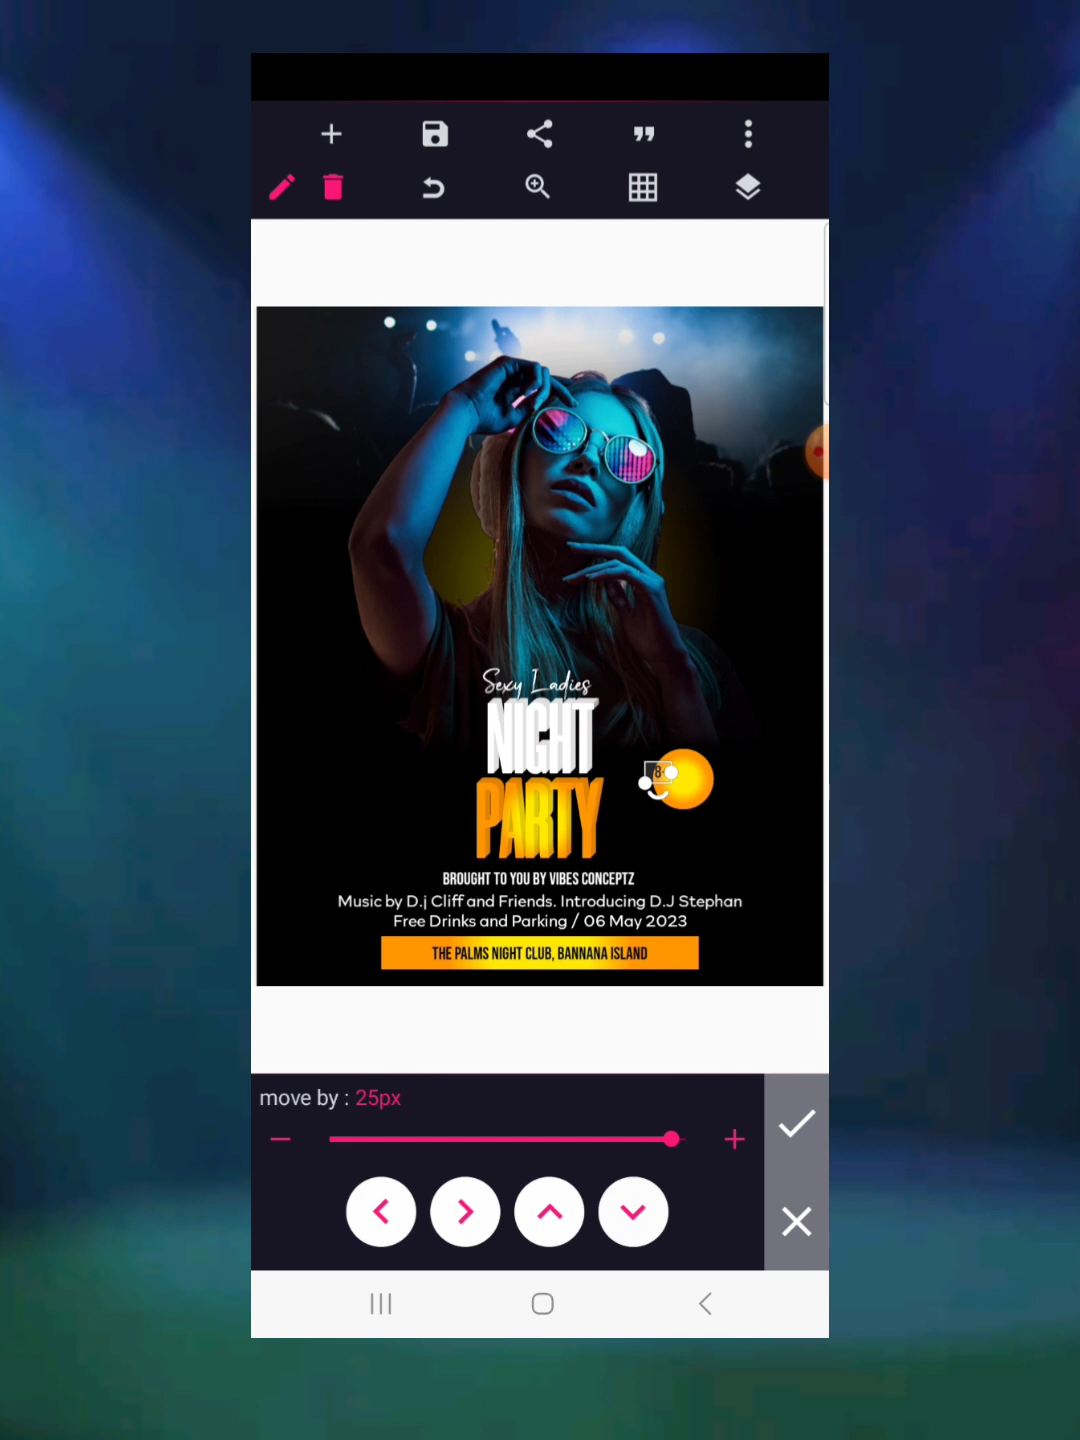 Sexy Ladies
NIGHT
PARTY
8
BROUGHT TO YOU BY VIBES CONCEPTZ
Music by D.j Cliff and Friends. Introducing D.J Stephan
Free Drinks and Parking / 06 May 2023
THE PALMS NIGHT CLUB, BANNANA ISLAND
move by : 25px